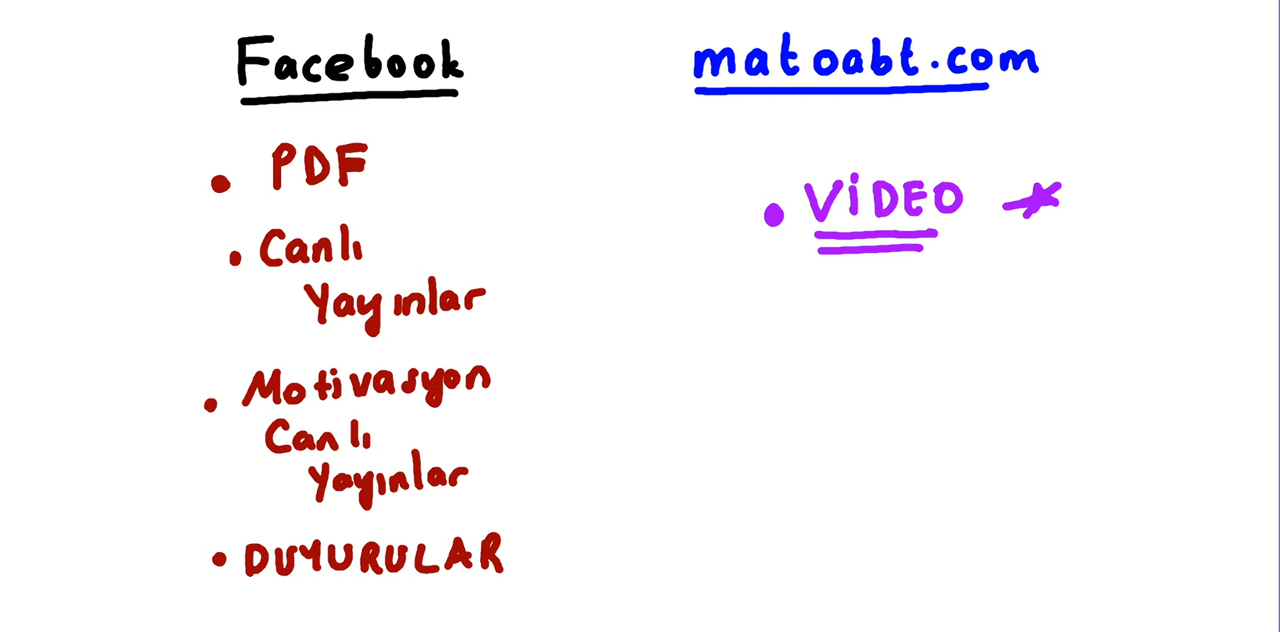 Facebook
• PDF
• Canlı
Yayınlar
• Motivasyon
Canlı
Yayınlar
• DUYURULAR
matoabt.com
• VİDEO